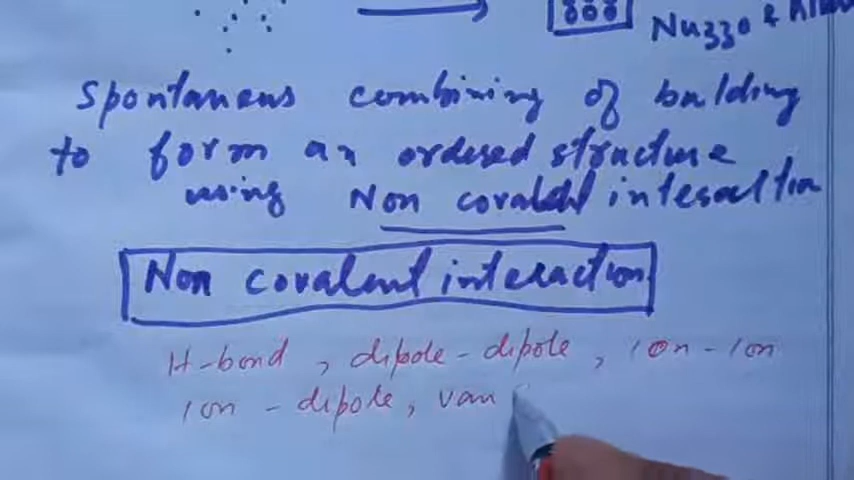 Nuzzo &
Spontaneous combining of building
to form an ordered structure
using Non covalent interaction
Non covalent interaction
H-bond, dipole-dipole, ion-ion
ion-dipole, van